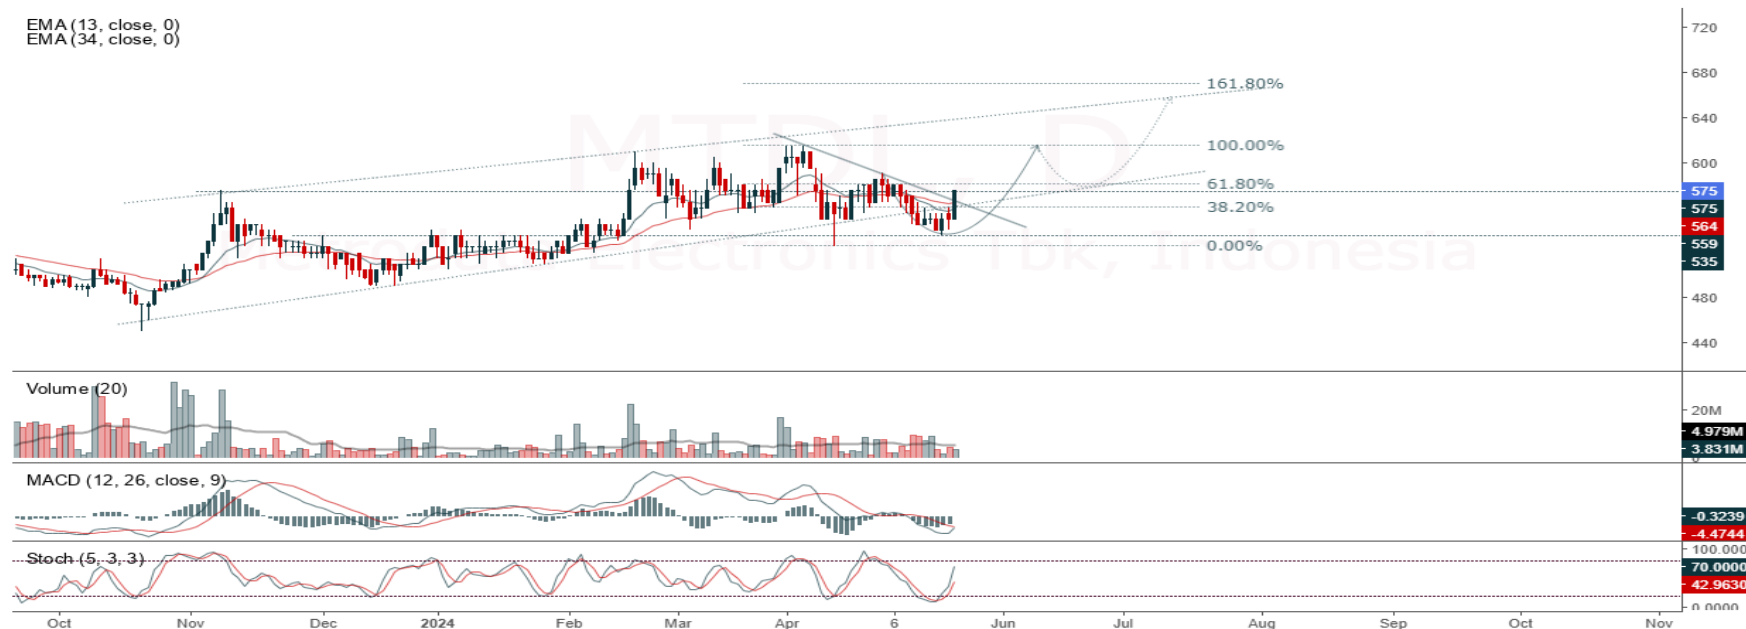 EMA (13, close, 0)
EMA (34, close, 0)
MTDL, D
Indonesia
720
680
640
600
575
575
564
559
535
480
440
161.80%
100.00%
61.80%
38.20%
0.00%
Volume (20)
20M
4.979M
3.831M
0
MACD (12, 26, close, 9)
-0.3239
-4.4744
Stoch (5, 3, 3)
100.000
70.0000
42.9630
0.0000
Oct Nov Dec 2024 Feb Mar Apr 6 Jun Jul Aug Sep Oct Nov